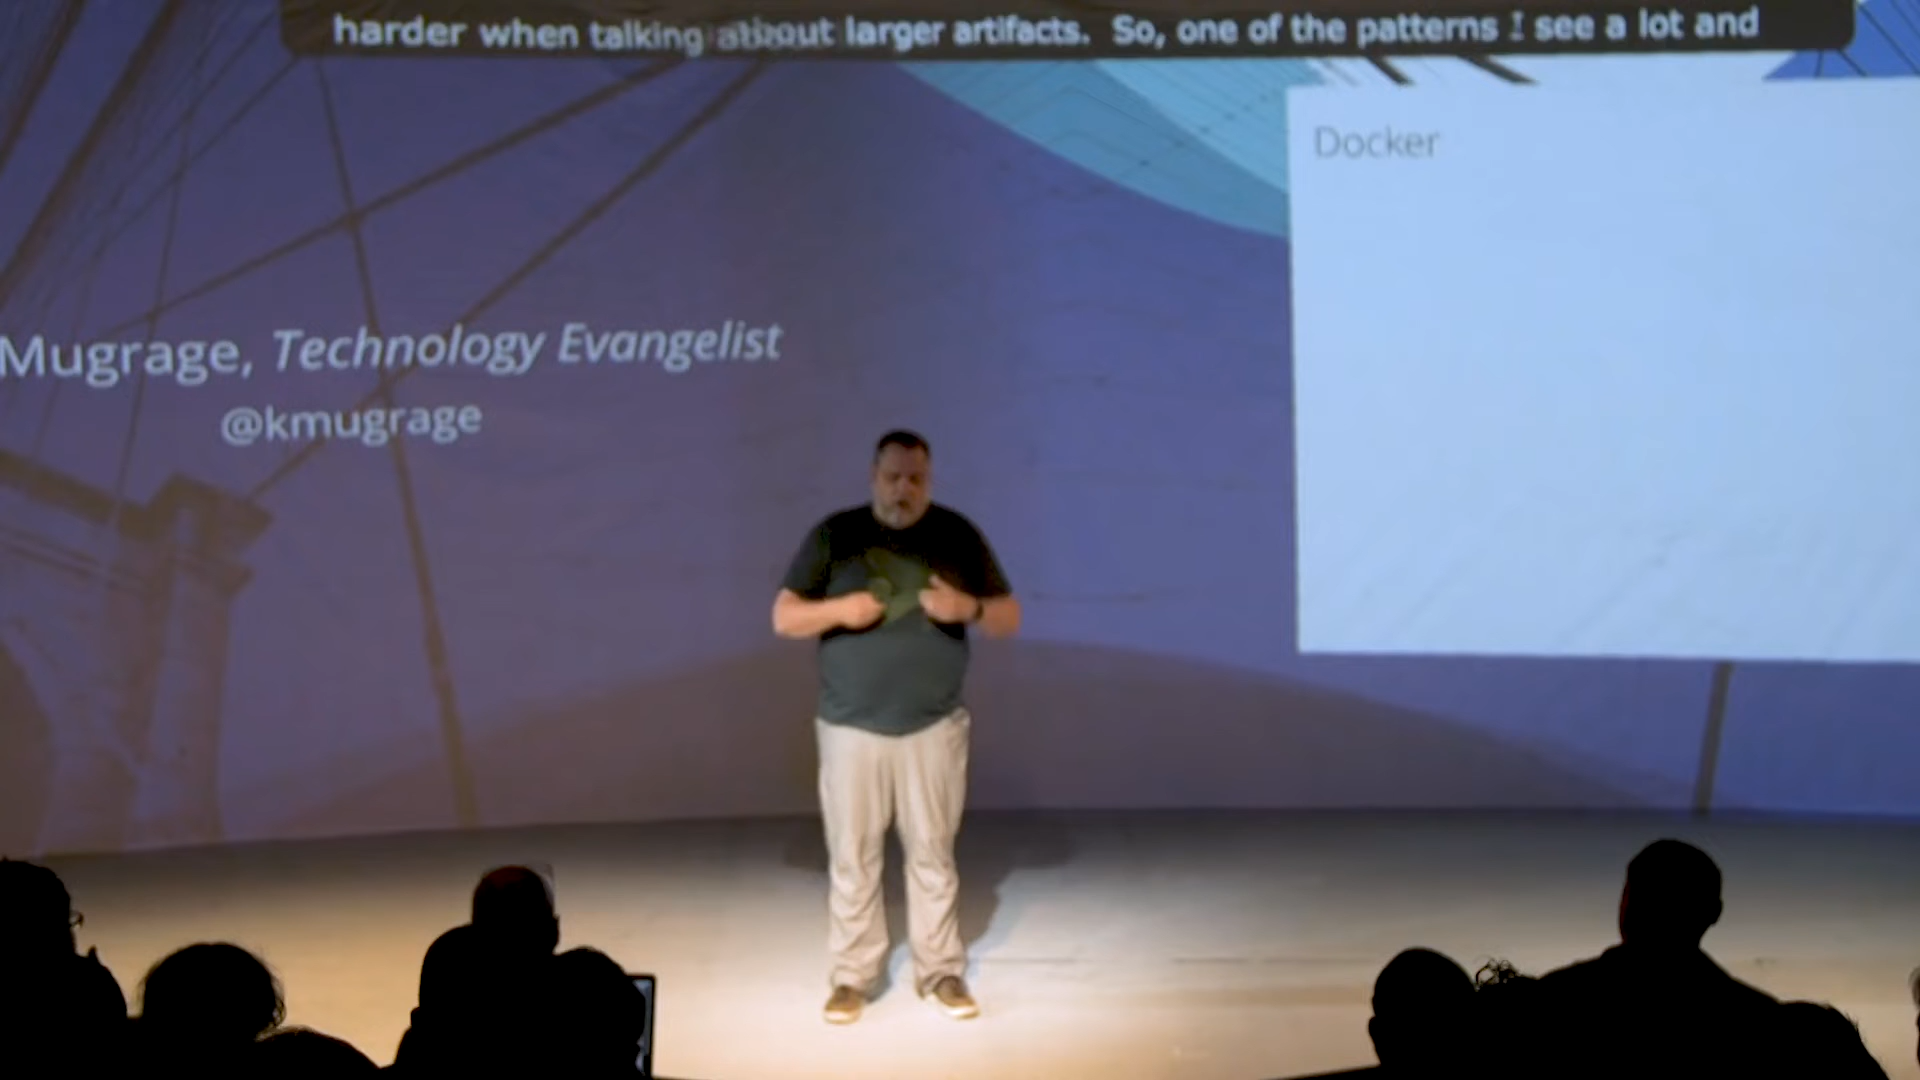 harder when talking about larger artifacts. So, one of the patterns I see a lot and
Docker
Mugrage, Technology Evangelist
@kmugrage